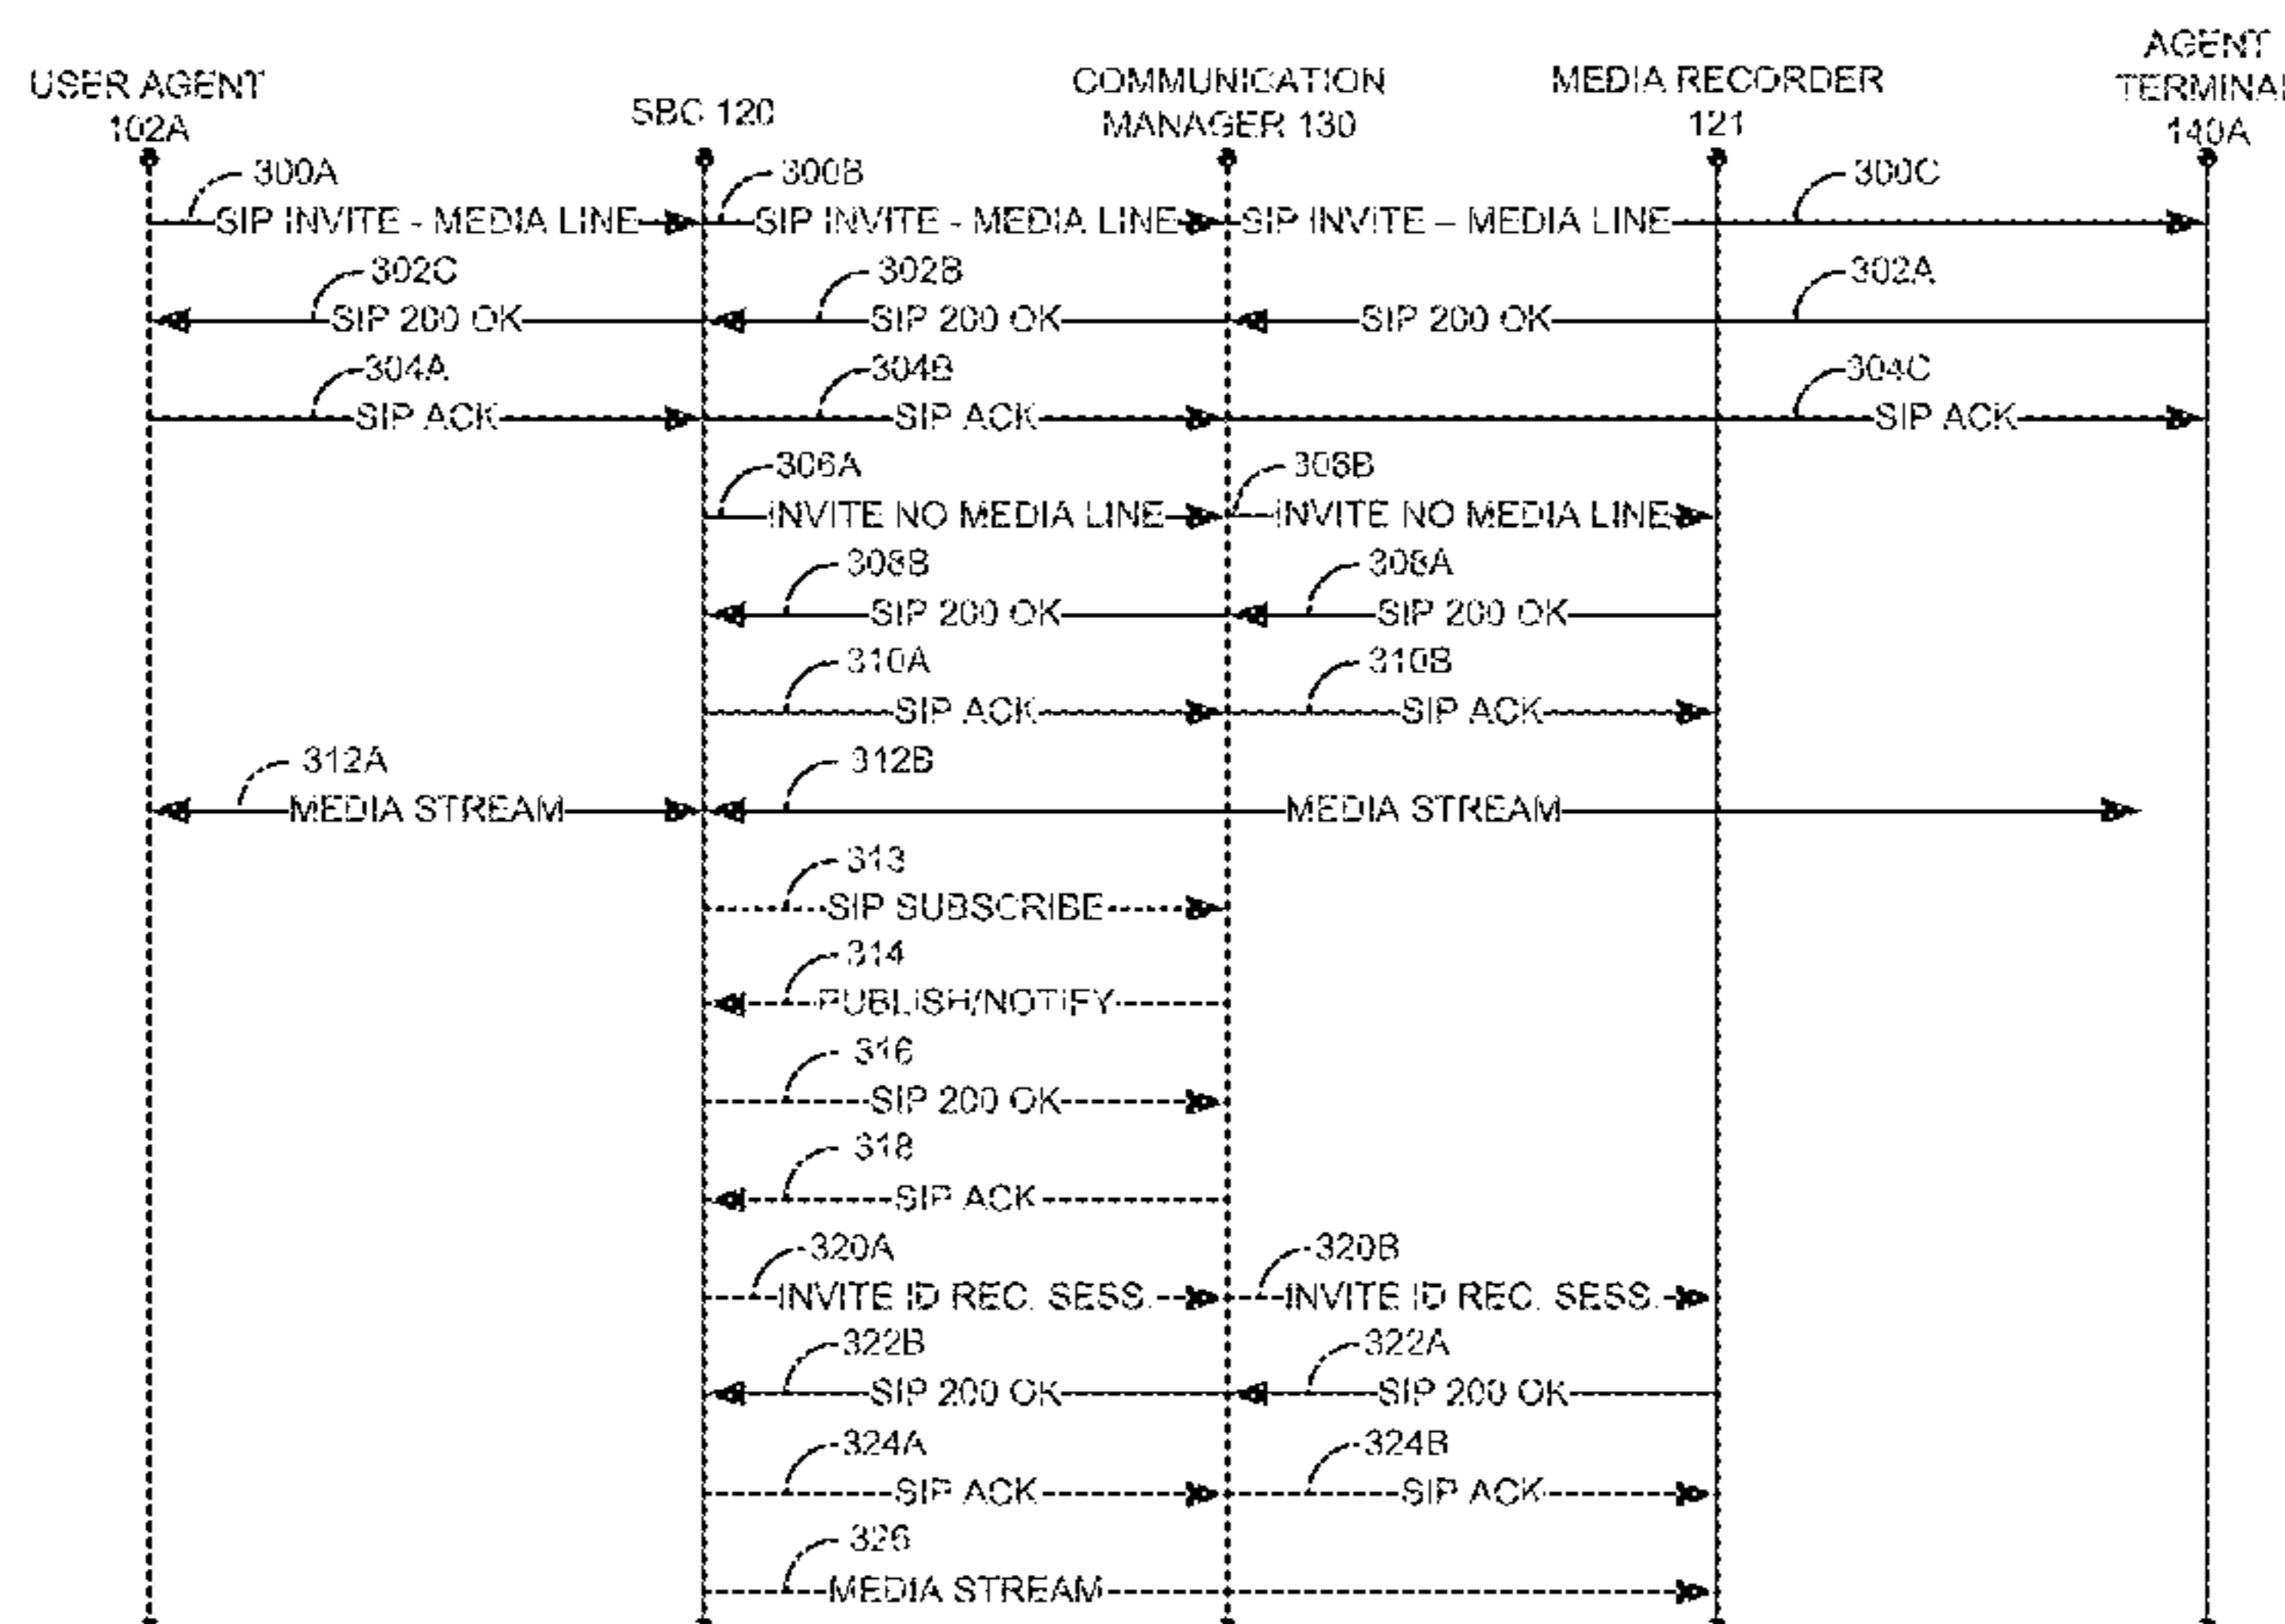 USER AGENT
102A
SBC 120
COMMUNICATION
MANAGER 130
MEDIA RECORDER
121
AGENT
TERMINAL
140A
300A
300B
300C
SIP INVITE - MEDIA LINE
SIP INVITE - MEDIA LINE
SIP INVITE – MEDIA LINE
302C
302B
302A
SIP 200 OK
SIP 200 OK
SIP 200 OK
304A
304B
304C
SIP ACK
SIP ACK
SIP ACK
306A
306B
INVITE NO MEDIA LINE
INVITE NO MEDIA LINE
308B
308A
SIP 200 OK
SIP 200 OK
310A
310B
SIP ACK
SIP ACK
312A
312B
MEDIA STREAM
MEDIA STREAM
313
SIP SUBSCRIBE
314
PUBLISH/NOTIFY
316
SIP 200 OK
318
SIP ACK
320A
320B
INVITE ID REC. SESS.
INVITE ID REC. SESS.
322B
322A
SIP 200 OK
SIP 200 OK
324A
324B
SIP ACK
SIP ACK
326
MEDIA STREAM